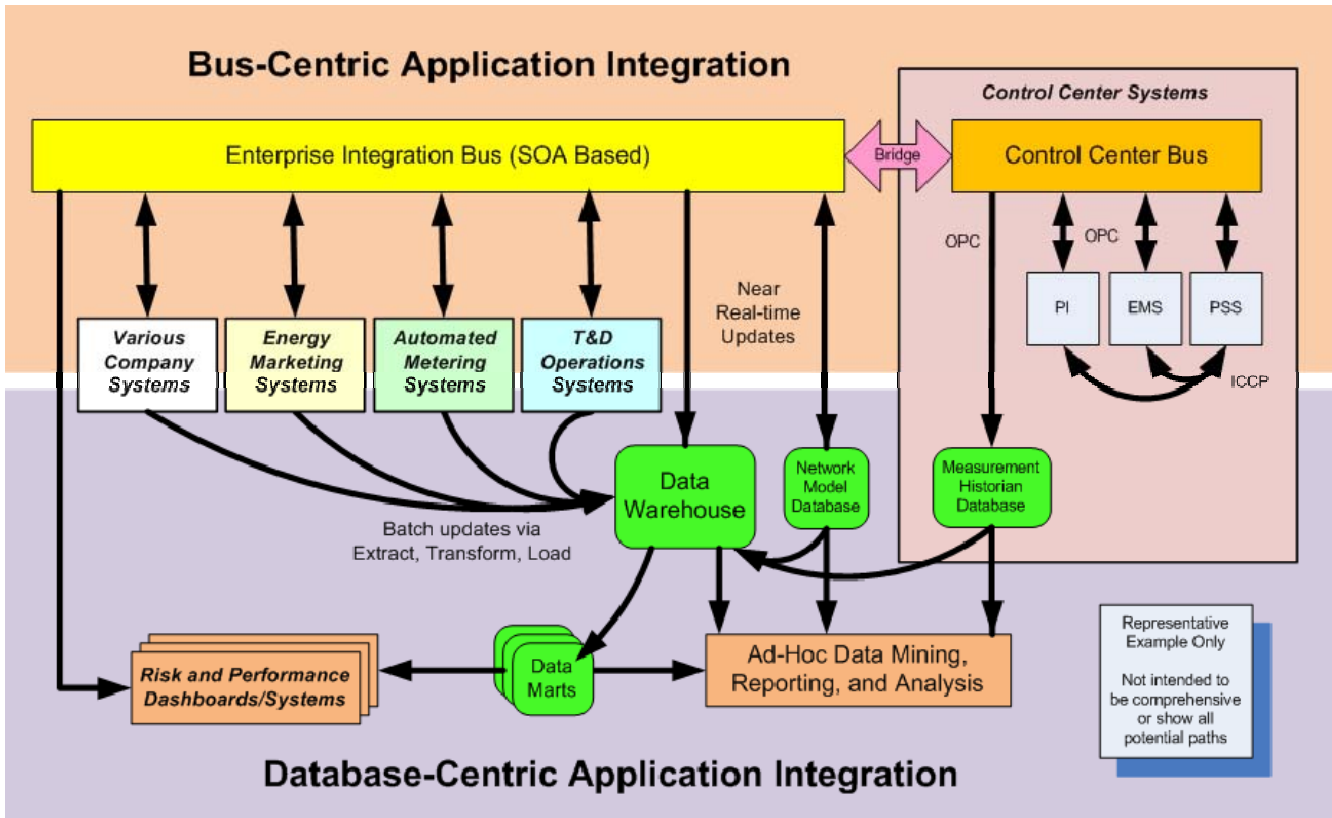 Bus-Centric Application Integration
Control Center Systems
Enterprise Integration Bus (SOA Based)
Bridge
Control Center Bus
OPC
OPC
Near
Real-time
Updates
PI
EMS
PSS
ICCP
Various
Company
Systems
Energy
Marketing
Systems
Automated
Metering
Systems
T&D
Operations
Systems
Data
Warehouse
Network
Model
Database
Measurement
Historian
Database
Batch updates via
Extract, Transform, Load
Risk and Performance
Dashboards/Systems
Data
Marts
Ad-Hoc Data Mining,
Reporting, and Analysis
Representative
Example Only
Not intended to
be comprehensive
or show all
potential paths
Database-Centric Application Integration